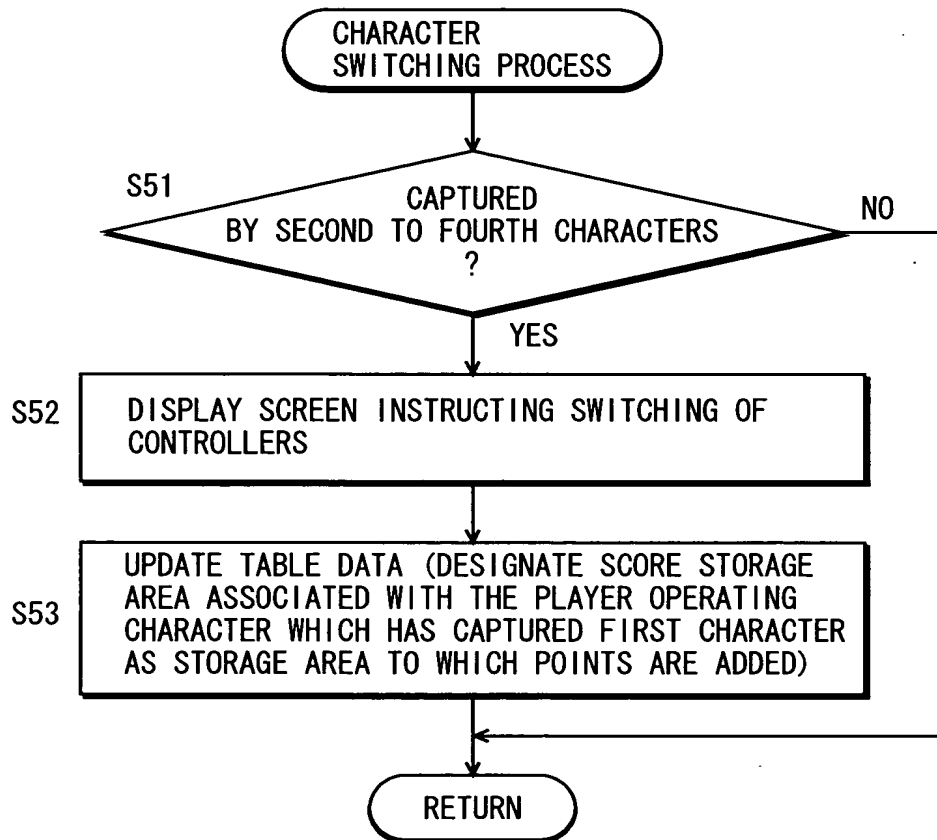 CHARACTER
SWITCHING PROCESS
S51
CAPTURED
BY SECOND TO FOURTH CHARACTERS
?
NO
YES
S52
DISPLAY SCREEN INSTRUCTING SWITCHING OF
CONTROLLERS
S53
UPDATE TABLE DATA (DESIGNATE SCORE STORAGE
AREA ASSOCIATED WITH THE PLAYER OPERATING
CHARACTER WHICH HAS CAPTURED FIRST CHARACTER
AS STORAGE AREA TO WHICH POINTS ARE ADDED)
RETURN